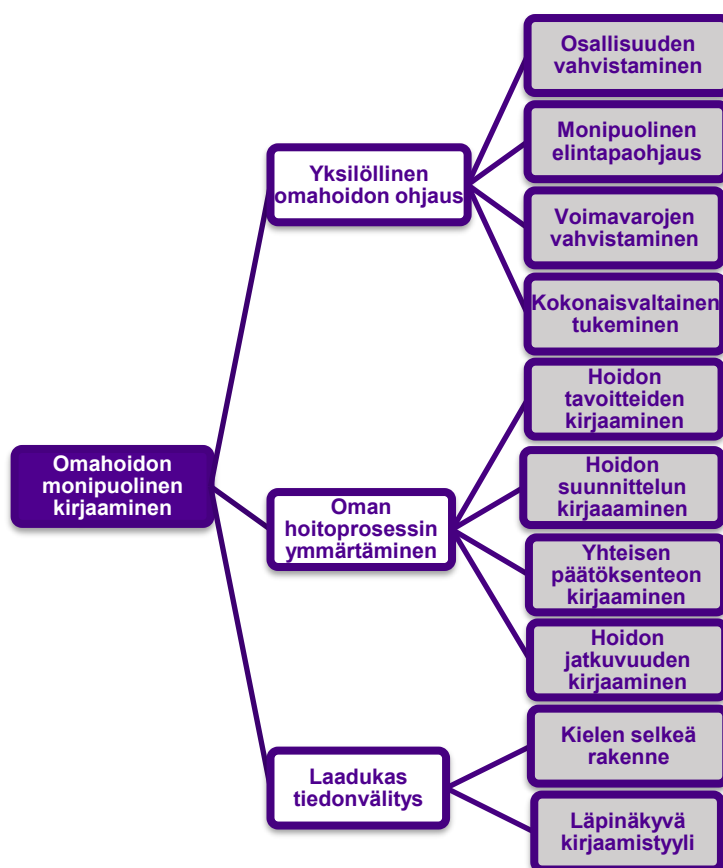 Osallisuuden
vahvistaminen
Monipuolinen
elintapaohjaus
Yksilöllinen
omahoidon ohjaus
Voimavarojen
vahvistaminen
Kokonaisvaltainen
tukeminen
Hoidon
tavoitteiden
kirjaaminen
Omahoidon
monipuolinen
kirjaaminen
Hoidon
suunnittelun
kirjaaaminen
Oman
hoitoprosessin
ymmärtäminen
Yhteisen
päätöksenteon
kirjaaminen
Hoidon
jatkuvuuden
kirjaaminen
Kielen selkeä
rakenne
Laadukas
tiedonvälitys
Läpinäkyvä
kirjaamistyyli